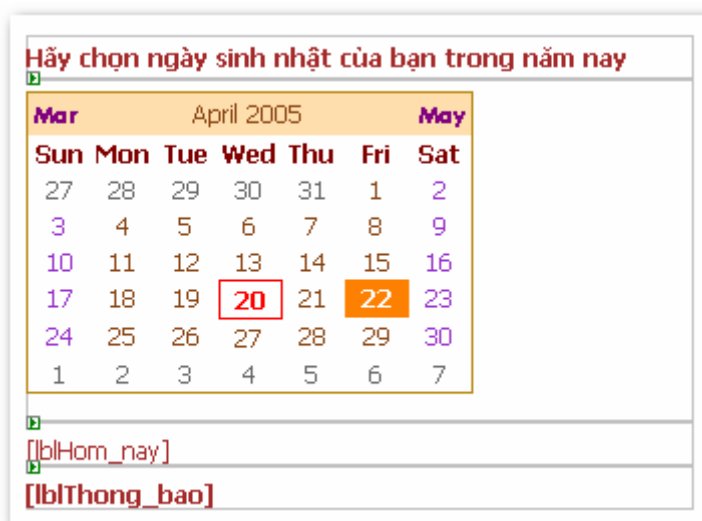 Hãy chọn ngày sinh nhật của bạn trong năm nay
Mar April 2005 May
Sun Mon Tue Wed Thu Fri Sat
27 28 29 30 31 1 2
3 4 5 6 7 8 9
10 11 12 13 14 15 16
17 18 19 20 21 22 23
24 25 26 27 28 29 30
1 2 3 4 5 6 7
[lblHom_nay]
[lblThong_bao]